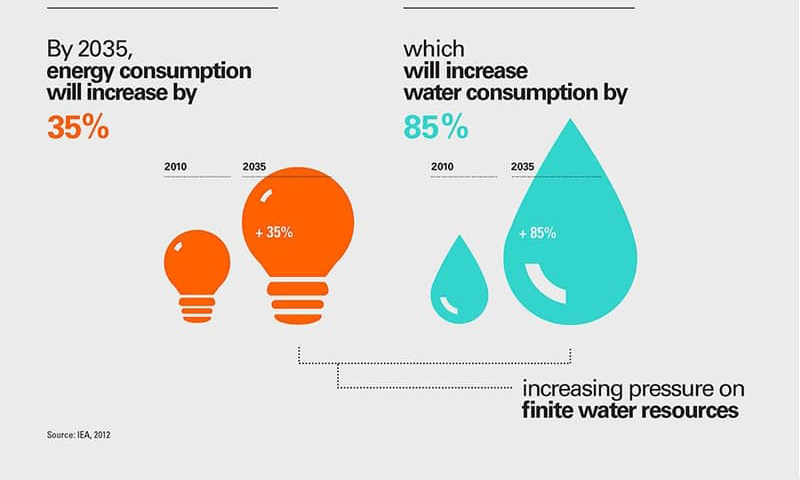 By 2035,
energy consumption
will increase by
35%
2010
2035
+ 35%
which
will increase
water consumption by
85%
2010
2035
+ 85%
increasing pressure on
finite water resources
Source: IEA, 2012